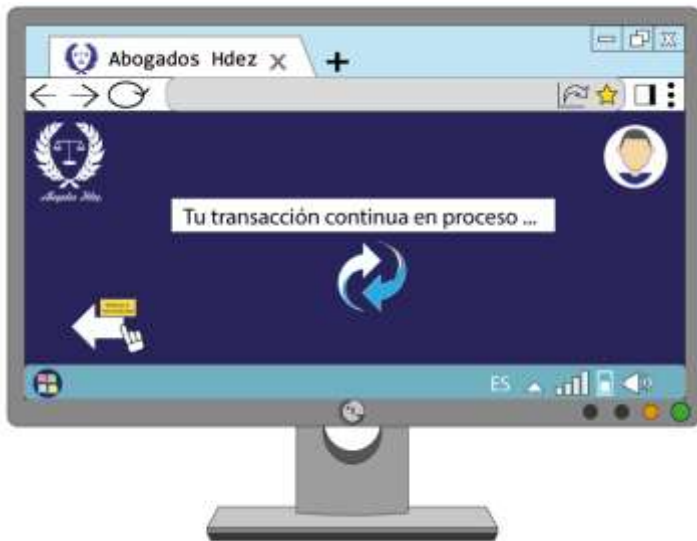 Abogados Hdez
Tu transacción continua en proceso ...
ES